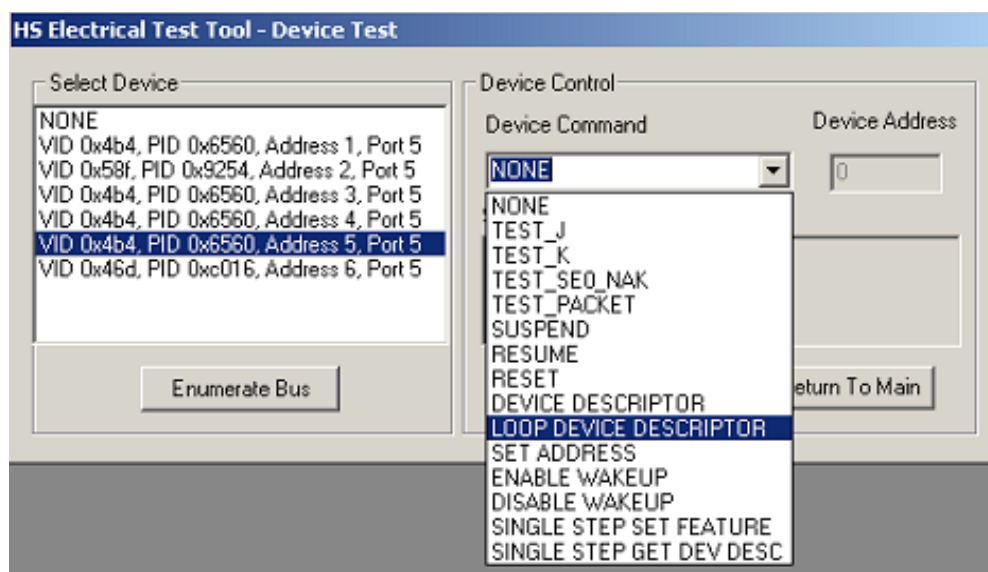 HS Electrical Test Tool - Device Test
Select Device
NONE
VID 0x4b4, PID 0x6560, Address 1, Port 5
VID 0x58f, PID 0x9254, Address 2, Port 5
VID 0x4b4, PID 0x6560, Address 3, Port 5
VID 0x4b4, PID 0x6560, Address 4, Port 5
VID 0x4b4, PID 0x6560, Address 5, Port 5
VID 0x46d, PID 0xc016, Address 6, Port 5
Enumerate Bus
Device Control
Device Command
Device Address
NONE
0
NONE
TEST_J
TEST_K
TEST_SE0_NAK
TEST_PACKET
SUSPEND
RESUME
RESET
DEVICE DESCRIPTOR
LOOP DEVICE DESCRIPTOR
SET ADDRESS
ENABLE WAKEUP
DISABLE WAKEUP
SINGLE STEP SET FEATURE
SINGLE STEP GET DEV DESC
eturn To Main